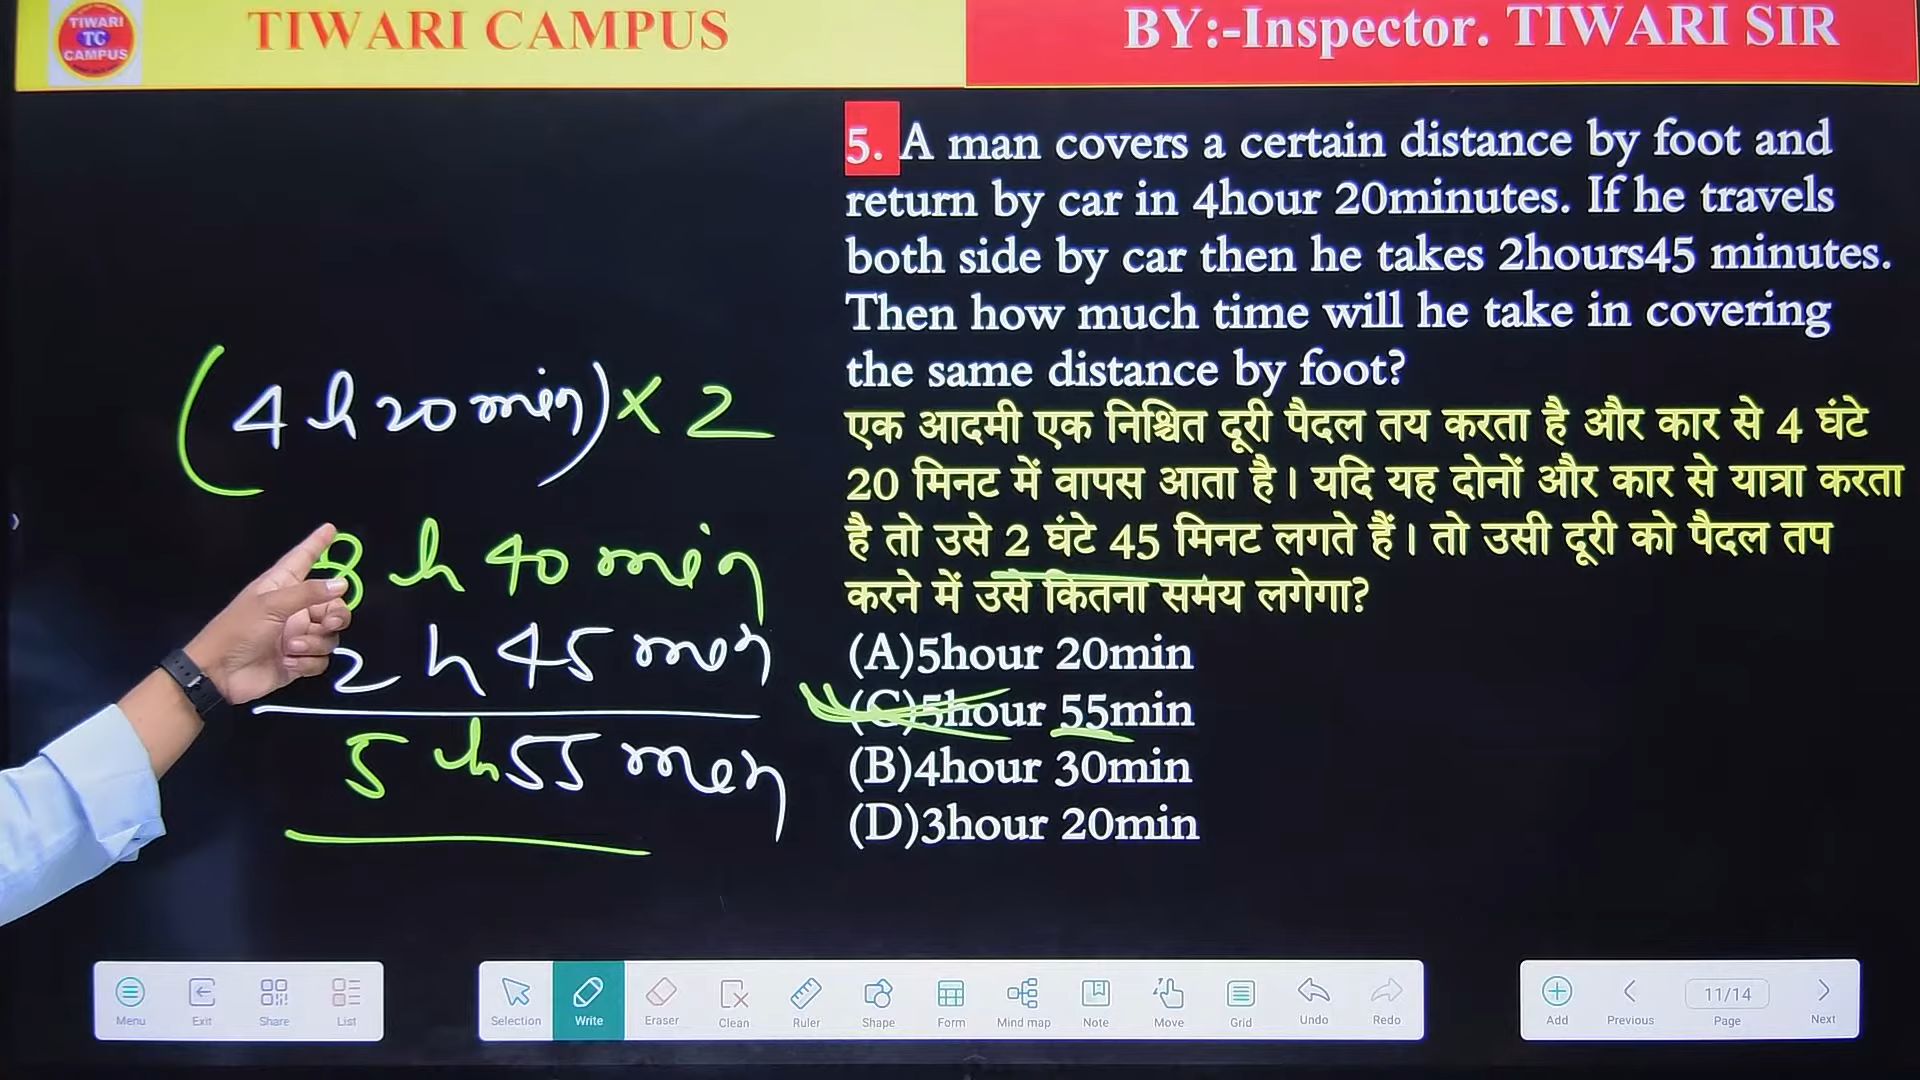 TIWARI
TC
CAMPUS
TIWARI CAMPUS
BY:-Inspector. TIWARI SIR
5. A man covers a certain distance by foot and
return by car in 4hour 20minutes. If he travels
both side by car then he takes 2hours45 minutes.
Then how much time will he take in covering
the same distance by foot?
एक आदमी एक निश्चित दूरी पैदल तय करता है और कार से 4 घंटे
20 मिनट में वापस आता है। यदि यह दोनों और कार से यात्रा करता
है तो उसे 2 घंटे 45 मिनट लगते हैं। तो उसी दूरी को पैदल तप
करने में उसे कितना समय लगेगा?
(A)5hour 20min
(C)5hour 55min
(B)4hour 30min
(D)3hour 20min
(4 h 20 min) × 2
8 h 40 min
2 h 45 min
5 h 55 min
Menu Exit Share List
Selection Write Eraser Clean Ruler Shape Form Mind map Note Move Grid Undo Redo
Add Previous 11/14 Page Next